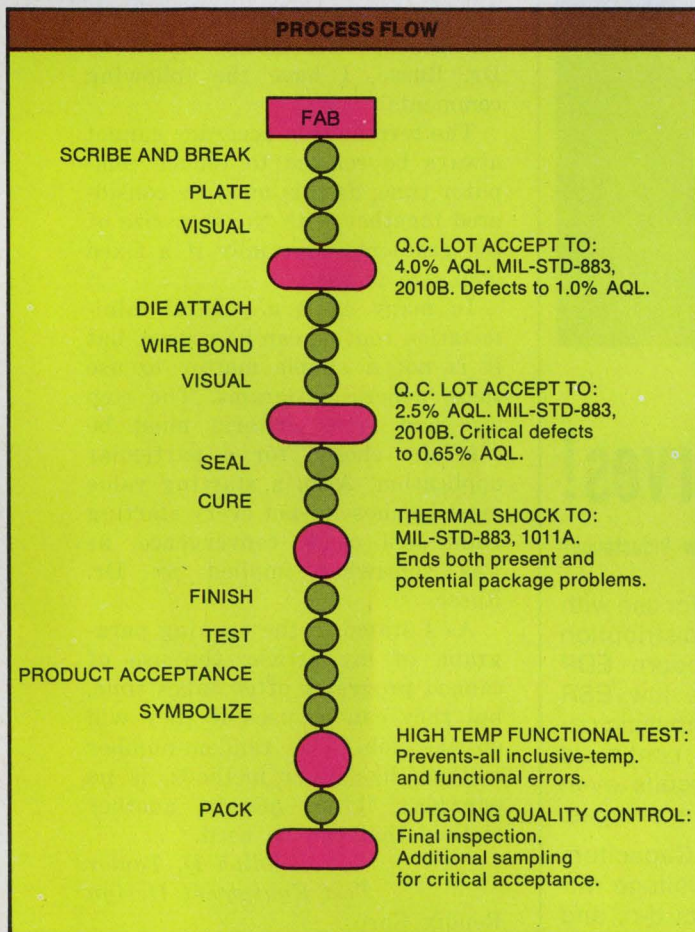 PROCESS FLOW
FAB
SCRIBE AND BREAK
PLATE
VISUAL
Q.C. LOT ACCEPT TO:
4.0% AQL. MIL-STD-883,
2010B. Defects to 1.0% AQL.
DIE ATTACH
WIRE BOND
VISUAL
Q.C. LOT ACCEPT TO:
2.5% AQL. MIL-STD-883,
2010B. Critical defects
to 0.65% AQL.
SEAL
CURE
THERMAL SHOCK TO:
MIL-STD-883, 1011A.
Ends both present and
potential package problems.
FINISH
TEST
PRODUCT ACCEPTANCE
SYMBOLIZE
HIGH TEMP FUNCTIONAL TEST:
Prevents-all inclusive-temp.
and functional errors.
PACK
OUTGOING QUALITY CONTROL:
Final inspection.
Additional sampling
for critical acceptance.